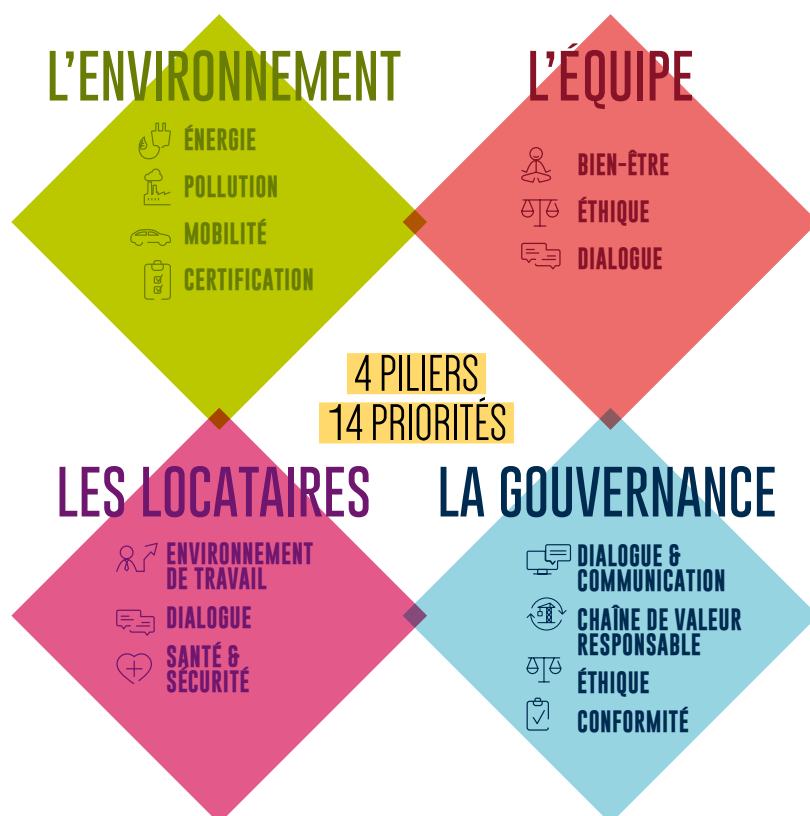 L'ENVIRONNEMENT
ÉNERGIE
POLLUTION
MOBILITÉ
CERTIFICATION
L'ÉQUIPE
BIEN-ÊTRE
ÉTHIQUE
DIALOGUE
4 PILIERS
14 PRIORITÉS
LES LOCATAIRES
ENVIRONNEMENT
DE TRAVAIL
DIALOGUE
SANTÉ &
SÉCURITÉ
LA GOUVERNANCE
DIALOGUE &
COMMUNICATION
CHAÎNE DE VALEUR
RESPONSABLE
ÉTHIQUE
CONFORMITÉ